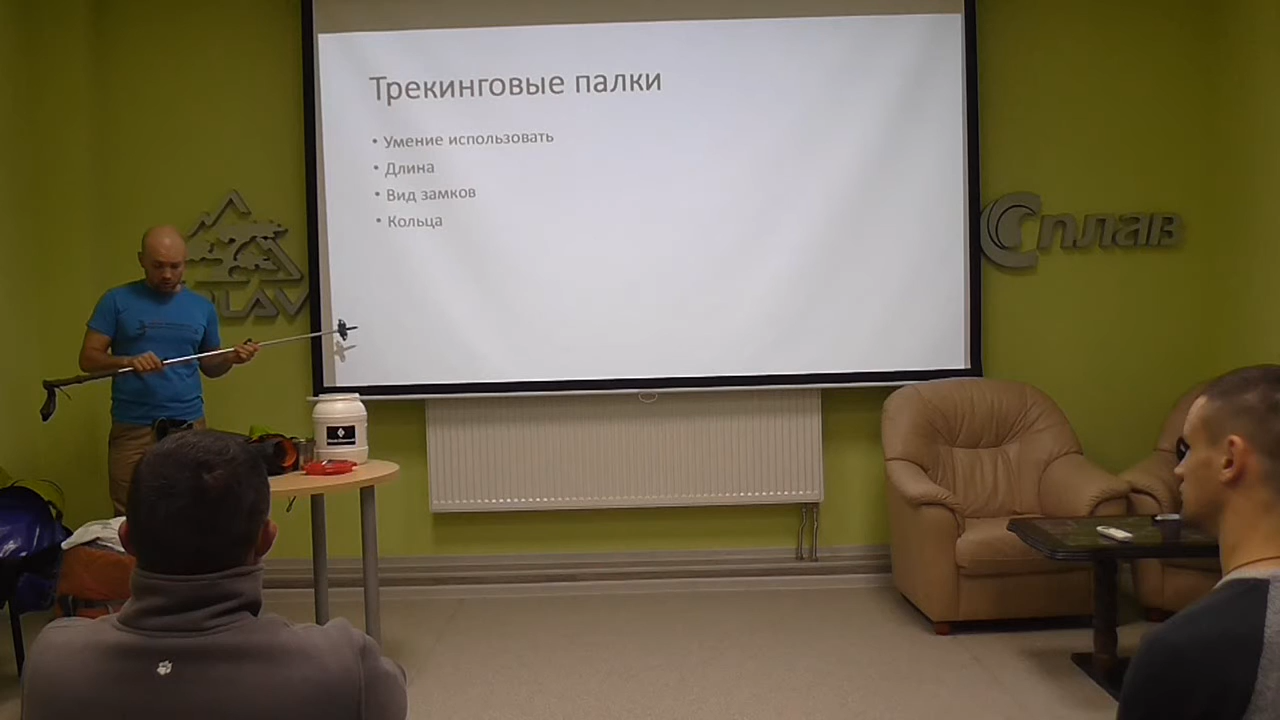 Трекинговые палки
• Умение использовать
• Длина
• Вид замков
• Кольца
Сплав